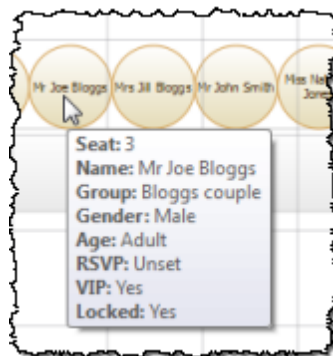 Mr Joe Bloggs Mrs Jill Bloggs Mr John Smith Miss
Seat: 3
Name: Mr Joe Bloggs
Group: Bloggs couple
Gender: Male
Age: Adult
RSVP: Unset
VIP: Yes
Locked: Yes